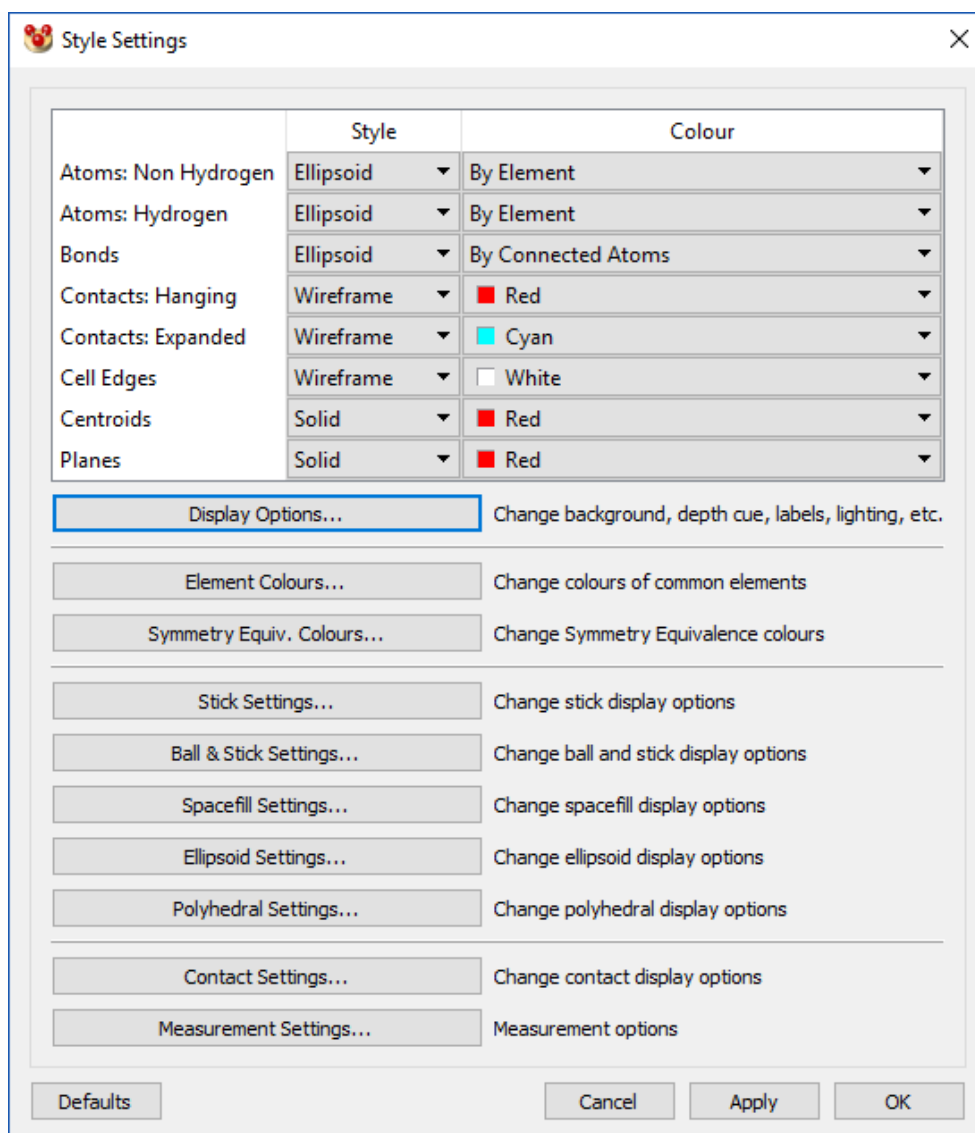 Style Settings
Style Colour
Atoms: Non Hydrogen Ellipsoid By Element
Atoms: Hydrogen Ellipsoid By Element
Bonds Ellipsoid By Connected Atoms
Contacts: Hanging Wireframe Red
Contacts: Expanded Wireframe Cyan
Cell Edges Wireframe White
Centroids Solid Red
Planes Solid Red
Display Options... Change background, depth cue, labels, lighting, etc.
Element Colours... Change colours of common elements
Symmetry Equiv. Colours... Change Symmetry Equivalence colours
Stick Settings... Change stick display options
Ball & Stick Settings... Change ball and stick display options
Spacefill Settings... Change spacefill display options
Ellipsoid Settings... Change ellipsoid display options
Polyhedral Settings... Change polyhedral display options
Contact Settings... Change contact display options
Measurement Settings... Measurement options
Defaults Cancel Apply OK